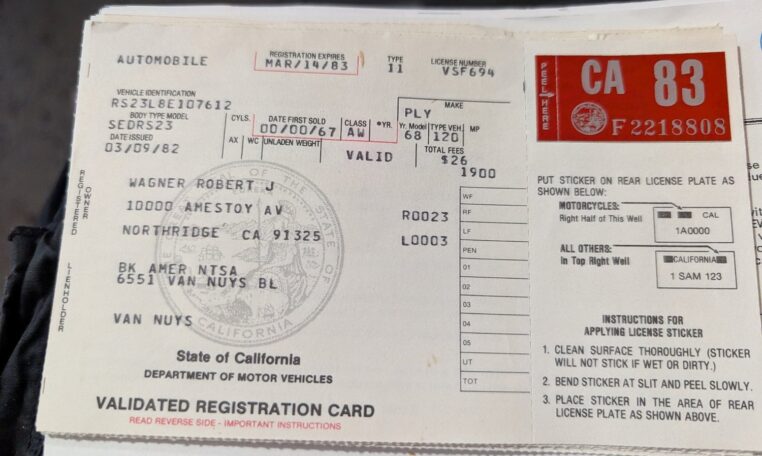 AUTOMOBILE
REGISTRATION EXPIRES
MAR/14/83
TYPE
11
LICENSE NUMBER
VSF694
VEHICLE IDENTIFICATION
RS23L8E107612
BODY TYPE MODEL
SEDRS23
DATE ISSUED
03/09/82
CYLS.
DATE FIRST SOLD
00/00/67
CLASS
AW
*YR.
MAKE
PLY
Yr. Model
68
TYPE VEH.
120
MP
AX
WC
UNLADEN WEIGHT
VALID
TOTAL FEES
$26
1900
REGISTERED OWNER
WAGNER ROBERT J
10000 AMESTOY AV
NORTHRIDGE CA 91325
R0023
L0003
LIENHOLDER
BK AMER NTSA
6551 VAN NUYS BL
VAN NUYS
WF
RF
LF
PEN
01
02
03
04
05
UT
TOT
State of California
DEPARTMENT OF MOTOR VEHICLES
VALIDATED REGISTRATION CARD
READ REVERSE SIDE - IMPORTANT INSTRUCTIONS
PEEL HERE
CA 83
F2218808
PUT STICKER ON REAR LICENSE PLATE AS
SHOWN BELOW:
MOTORCYCLES:
Right Half of This Well
CAL
1A0000
ALL OTHERS:
In Top Right Well
CALIFORNIA
1 SAM 123
INSTRUCTIONS FOR
APPLYING LICENSE STICKER
1. CLEAN SURFACE THOROUGHLY (STICKER
WILL NOT STICK IF WET OR DIRTY.)
2. BEND STICKER AT SLIT AND PEEL SLOWLY.
3. PLACE STICKER IN THE AREA OF REAR
LICENSE PLATE AS SHOWN ABOVE.